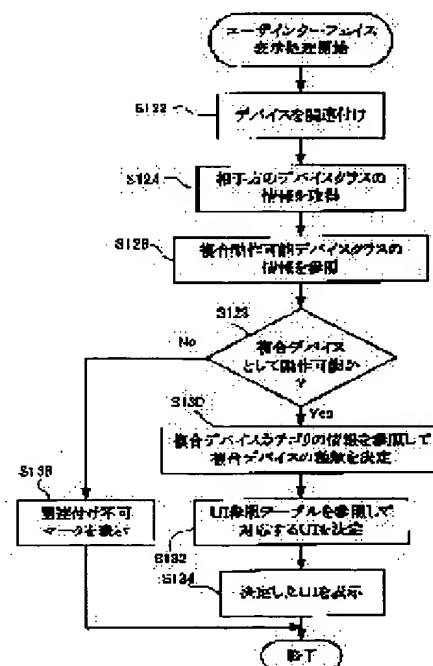 ユーザインターフェイス
表示処理開始
S122
デバイスを関連付け
S124
相手方のデバイスクラスの
情報を取得
S126
複合動作可能デバイスクラスの
情報を参照
S128
複合デバイス
として動作可能か
?
No
Yes
S130
複合デバイスカテゴリの情報を参照して
複合デバイスの種類を決定
S136
関連付け不可
マークを表示
UI参照テーブルを参照して
対応するUIを決定
S132
S134
決定したUIを表示
終了